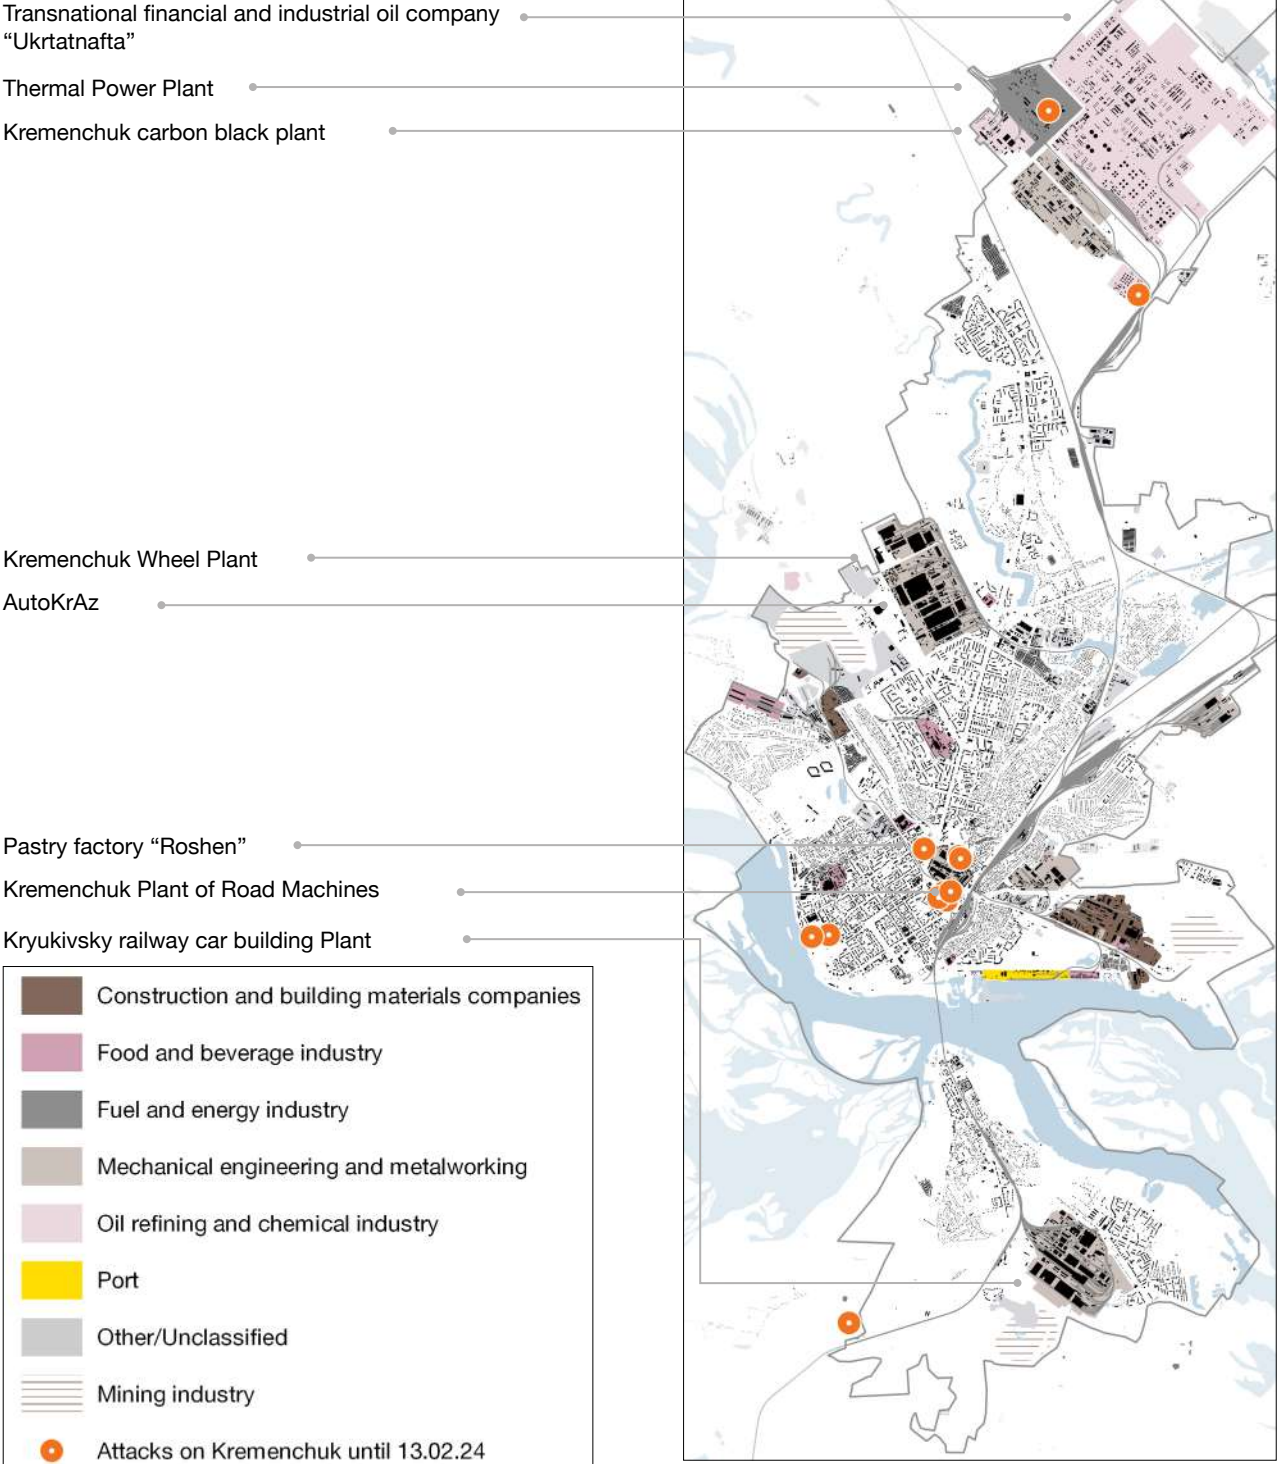 Transnational financial and industrial oil company
“Ukrtatnafta”
Thermal Power Plant
Kremenchuk carbon black plant
Kremenchuk Wheel Plant
AutoKrAz
Pastry factory “Roshen”
Kremenchuk Plant of Road Machines
Kryukivsky railway car building Plant
Construction and building materials companies
Food and beverage industry
Fuel and energy industry
Mechanical engineering and metalworking
Oil refining and chemical industry
Port
Other/Unclassified
Mining industry
Attacks on Kremenchuk until 13.02.24